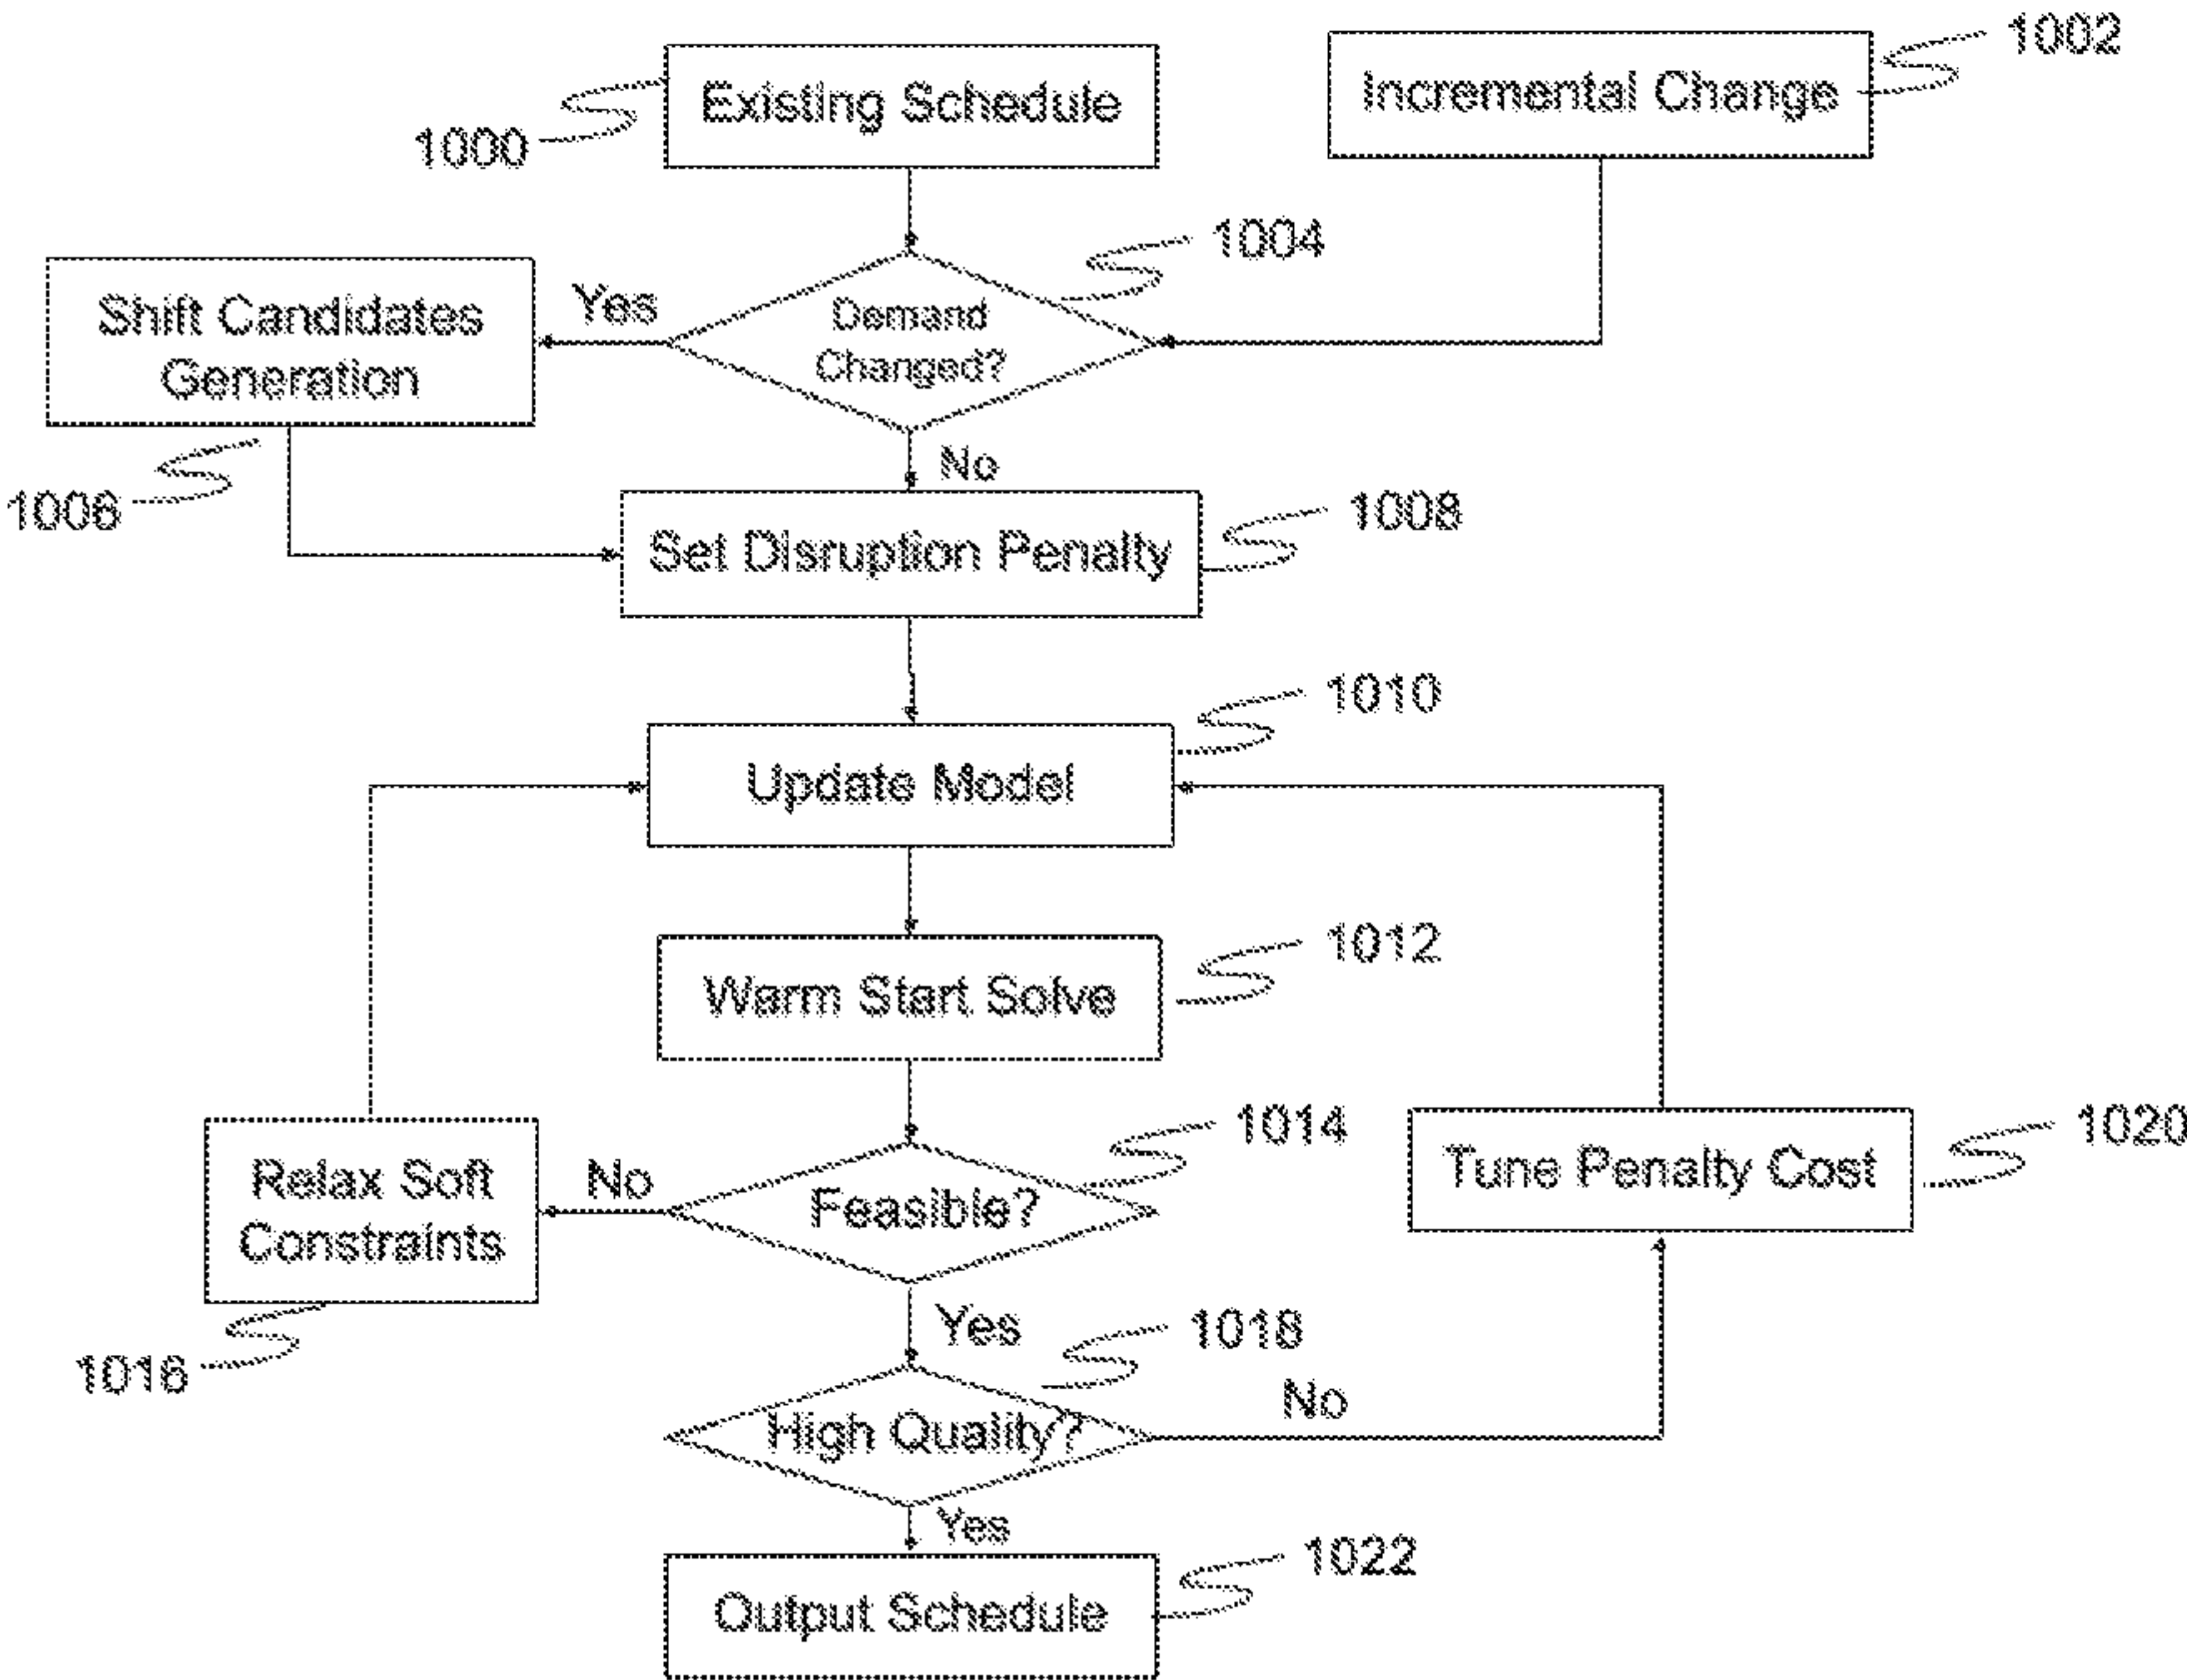 1002
Existing Schedule
Incremental Change
1000
1004
Shift Candidates
Generation
Yes
Demand
Changed?
No
1006
1008
Set Disruption Penalty
1010
Update Model
1012
Warm Start Solve
1014
1020
Relax Soft
Constraints
No
Feasible?
Tune Penalty Cost
Yes
1018
1016
High Quality?
No
Yes
1022
Output Schedule